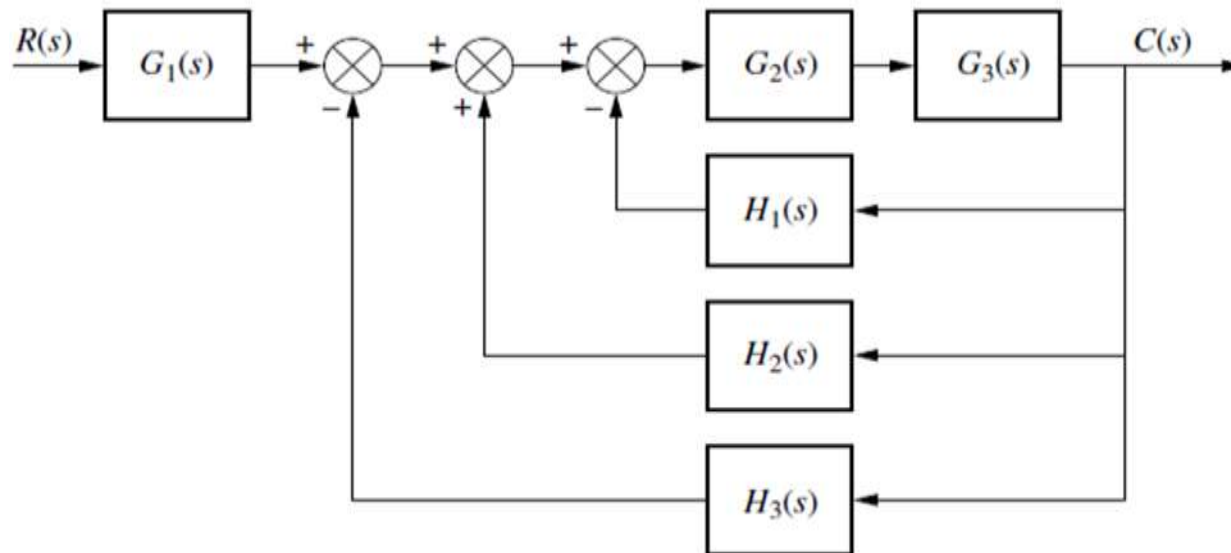 R(s) G₁(s) + + + G₂(s) G₃(s) C(s)
− + −
H₁(s)
H₂(s)
H₃(s)